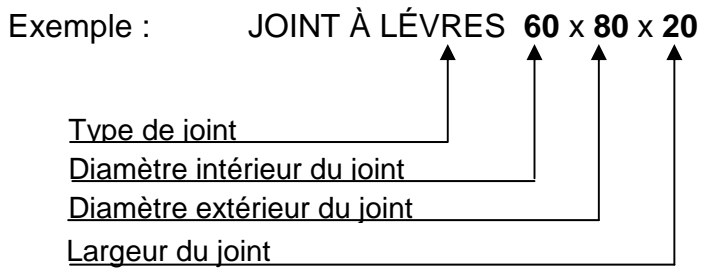 Exemple : JOINT À LÉVRES 60 x 80 x 20
Type de joint
Diamètre intérieur du joint
Diamètre extérieur du joint
Largeur du joint